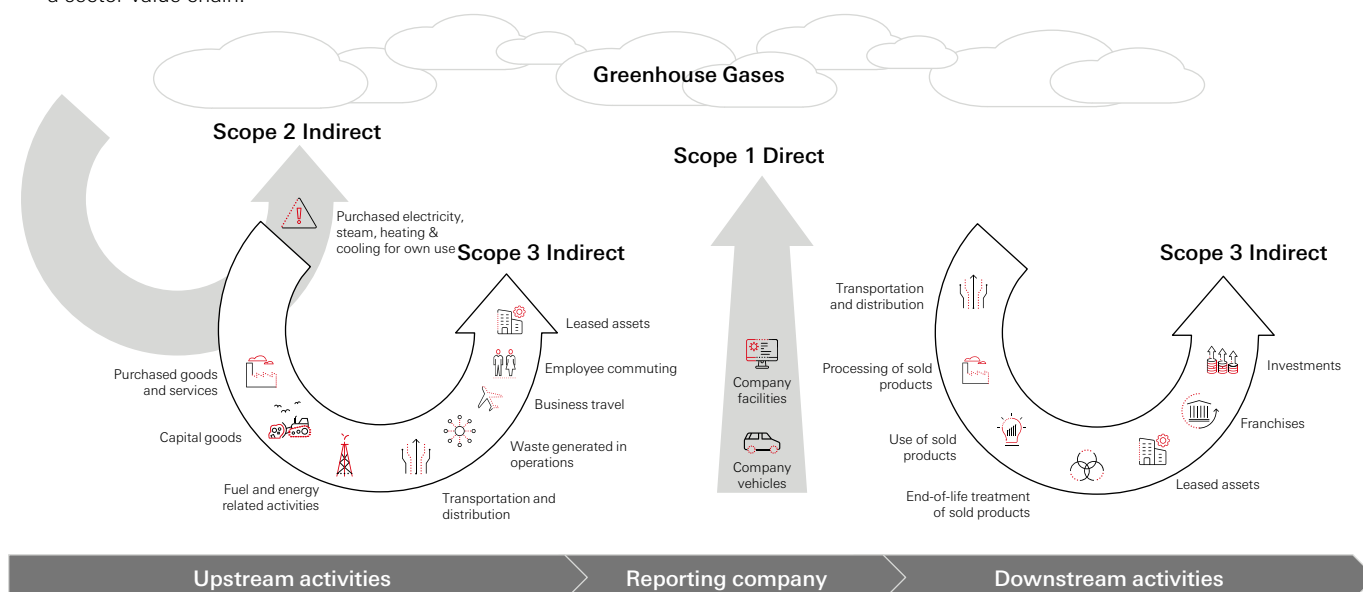 a sector value chain.
Greenhouse Gases
Scope 2 Indirect
Purchased electricity,
steam, heating &
cooling for own use
Scope 3 Indirect
Leased assets
Employee commuting
Business travel
Waste generated in
operations
Transportation and
distribution
Fuel and energy
related activities
Capital goods
Purchased goods
and services
Scope 1 Direct
Company
facilities
Company
vehicles
Scope 3 Indirect
Transportation
and distribution
Processing of sold
products
Use of sold
products
End-of-life treatment
of sold products
Leased assets
Franchises
Investments
Upstream activities
Reporting company
Downstream activities